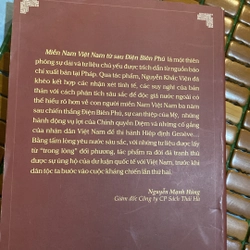 Miền Nam Việt Nam từ sau Điện Biên Phủ là một thiên
phóng sự dài và tư liệu chủ yếu được trích dẫn từ nguồn báo
chí xuất bản tại Pháp. Qua tác phẩm, Nguyễn Khắc Viện đã
khéo léo kết hợp các nhận xét tinh tế, các suy nghĩ của bản
thân với cách phân tích sâu sắc để độc giả nước ngoài có
thể hiểu rõ hơn về con người miền Nam Việt Nam ba năm
sau chiến thắng Điện Biên Phủ, sự can thiệp của Mỹ, những
hành động vụ lợi của Chính quyền Diệm và những cố gắng
của nhân dân Việt Nam để thi hành Hiệp định Genève...
Bằng tấm lòng yêu nước sâu sắc, với những tư liệu được lấy
từ "trong lòng" đối phương, tác phẩm ra đời đã tranh thủ
được sự ủng hộ của dư luận quốc tế với Việt Nam, trước khi
dân tộc ta bước vào cuộc kháng chiến lần thứ hai.
Nguyễn Mạnh Hùng
Giám đốc Công ty CP Sách Thái Hà